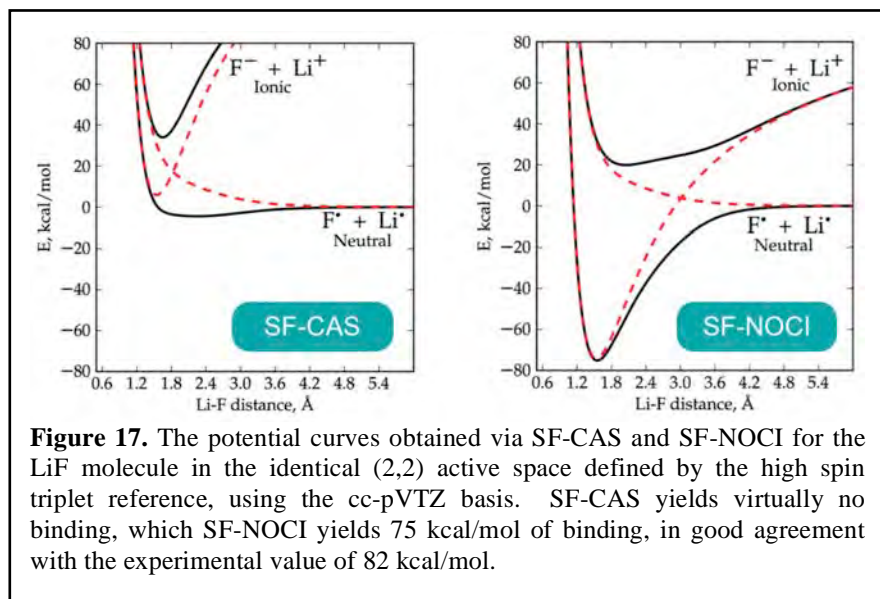 80
60
40
20
0
−20
−40
−60
−80
E, kcal/mol
F⁻ + Li⁺
Ionic
F• + Li•
Neutral
SF-CAS
0.6 1.2 1.8 2.4 3.0 3.6 4.2 4.8 5.4
Li-F distance, Å
80
60
40
20
0
−20
−40
−60
−80
E, kcal/mol
F⁻ + Li⁺
Ionic
F• + Li•
Neutral
SF-NOCI
0.6 1.2 1.8 2.4 3.0 3.6 4.2 4.8 5.4
Li-F distance, Å
Figure 17. The potential curves obtained via SF-CAS and SF-NOCI for the
LiF molecule in the identical (2,2) active space defined by the high spin
triplet reference, using the cc-pVTZ basis. SF-CAS yields virtually no
binding, which SF-NOCI yields 75 kcal/mol of binding, in good agreement
with the experimental value of 82 kcal/mol.